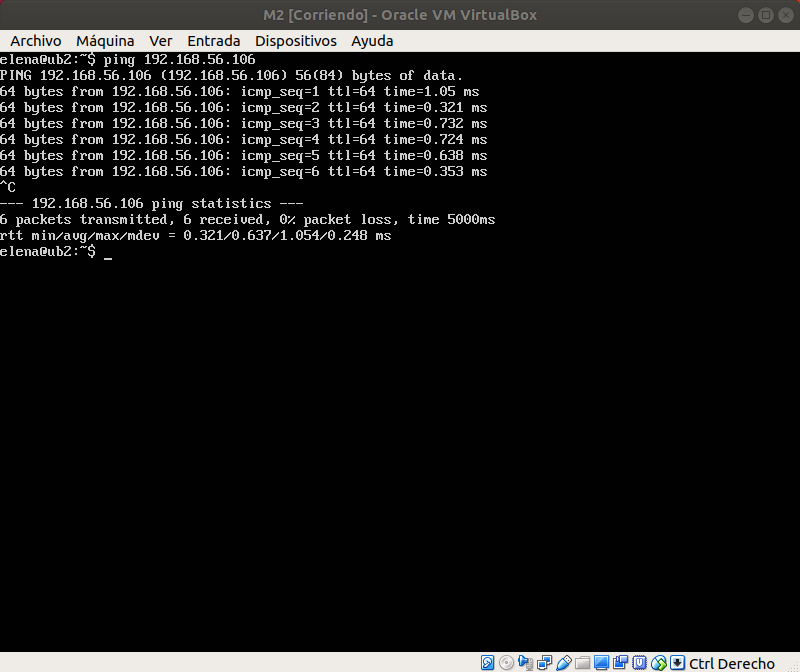 M2 [Corriendo] - Oracle VM VirtualBox
Archivo Máquina Ver Entrada Dispositivos Ayuda
elena@ub2:~$ ping 192.168.56.106
PING 192.168.56.106 (192.168.56.106) 56(84) bytes of data.
64 bytes from 192.168.56.106: icmp_seq=1 ttl=64 time=1.05 ms
64 bytes from 192.168.56.106: icmp_seq=2 ttl=64 time=0.321 ms
64 bytes from 192.168.56.106: icmp_seq=3 ttl=64 time=0.732 ms
64 bytes from 192.168.56.106: icmp_seq=4 ttl=64 time=0.724 ms
64 bytes from 192.168.56.106: icmp_seq=5 ttl=64 time=0.638 ms
64 bytes from 192.168.56.106: icmp_seq=6 ttl=64 time=0.353 ms
^C
--- 192.168.56.106 ping statistics ---
6 packets transmitted, 6 received, 0% packet loss, time 5000ms
rtt min/avg/max/mdev = 0.321/0.637/1.054/0.248 ms
elena@ub2:~$ _
Ctrl Derecho